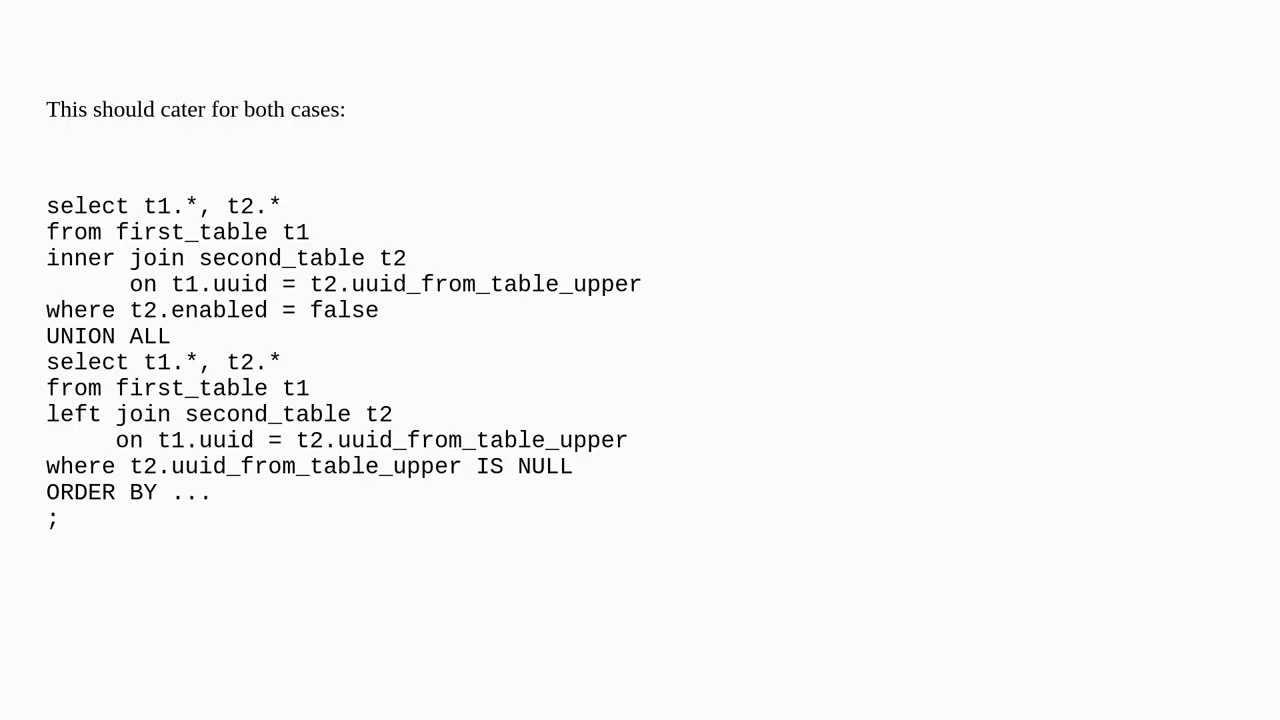 This should cater for both cases:
select t1.*, t2.*
from first_table t1
inner join second_table t2
      on t1.uuid = t2.uuid_from_table_upper
where t2.enabled = false
UNION ALL
select t1.*, t2.*
from first_table t1
left join second_table t2
     on t1.uuid = t2.uuid_from_table_upper
where t2.uuid_from_table_upper IS NULL
ORDER BY ...
;